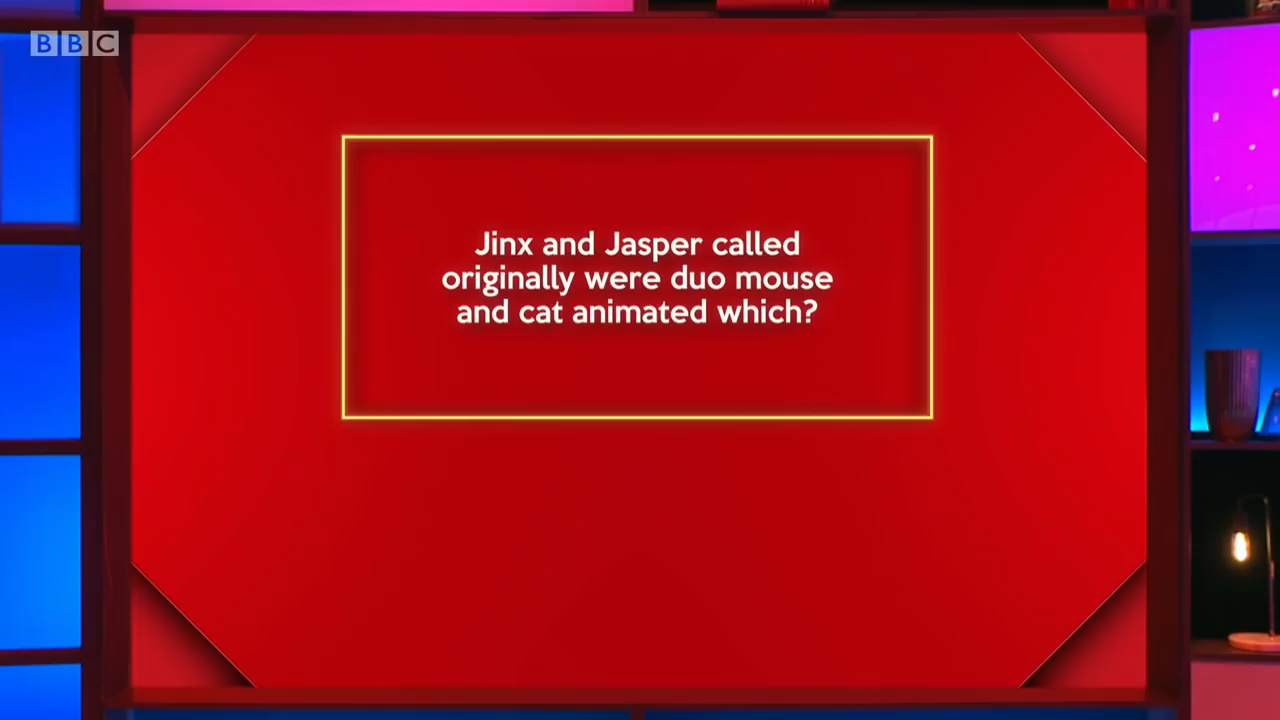 BBC
Jinx and Jasper called
originally were duo mouse
and cat animated which?